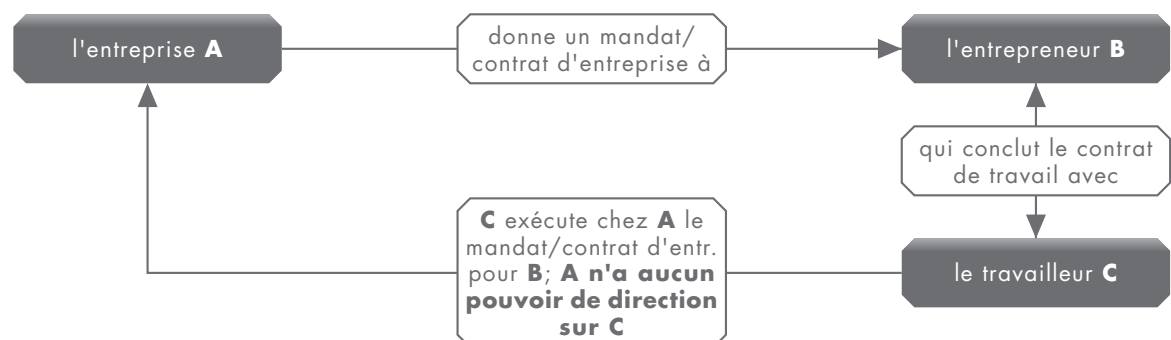 l'entreprise A
donne un mandat/
contrat d'entreprise à
l'entrepreneur B
qui conclut le contrat
de travail avec
C exécute chez A le
mandat/contrat d'entr.
pour B; A n'a aucun
pouvoir de direction
sur C
le travailleur C